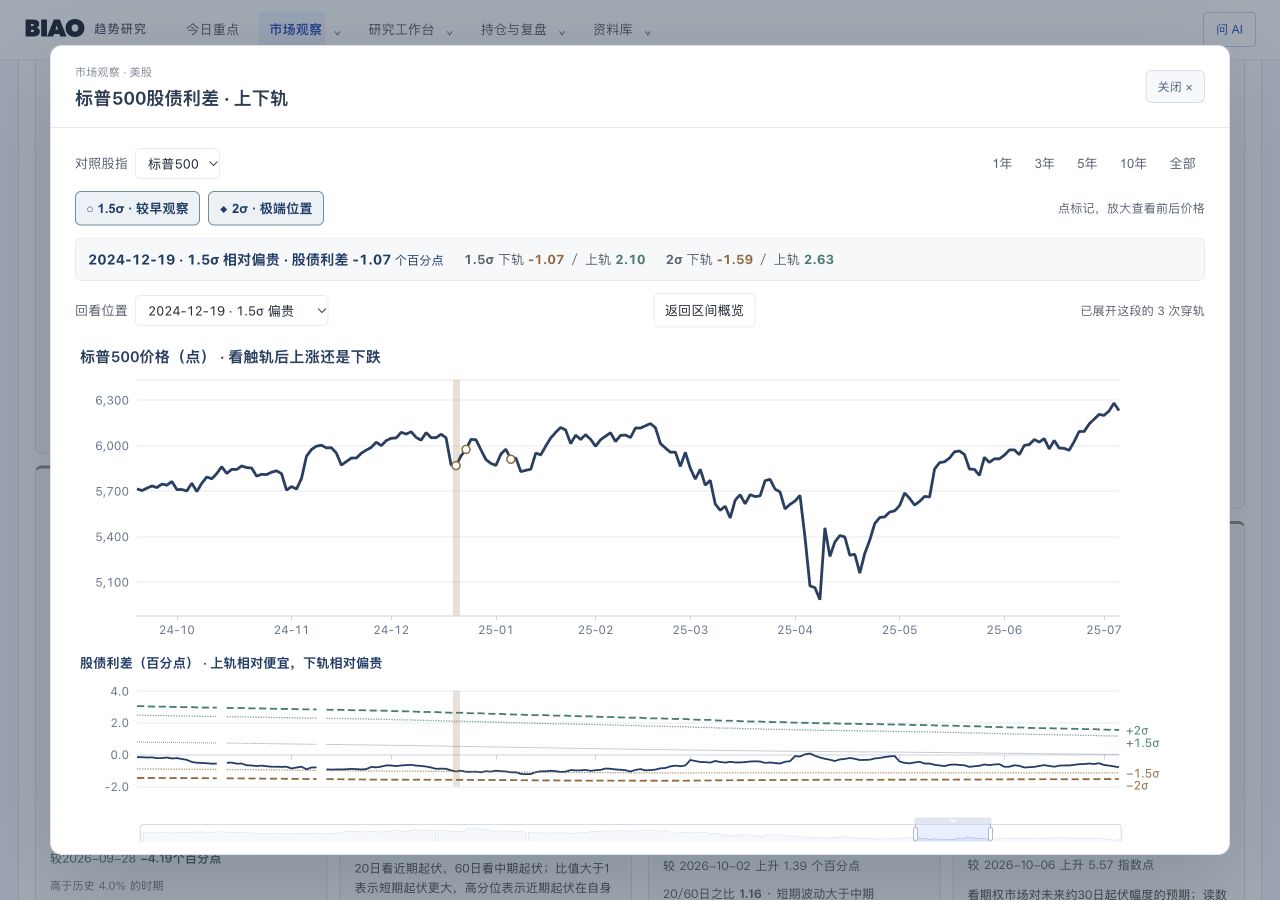 BIAO 趋势研究 今日重点 市场观察 研究工作台 持仓与复盘 资料库 问 AI
市场观察 · 美股
标普500股债利差 · 上下轨
关闭 ×
对照股指 标普500 1年 3年 5年 10年 全部
○ 1.5σ · 较早观察 ◆ 2σ · 极端位置 点标记，放大查看前后价格
2024-12-19 · 1.5σ 相对偏贵 · 股债利差 -1.07 个百分点 1.5σ 下轨 -1.07 / 上轨 2.10 2σ 下轨 -1.59 / 上轨 2.63
回看位置 2024-12-19 · 1.5σ 偏贵 返回区间概览 已展开这段的 3 次穿轨
标普500价格（点） · 看触轨后上涨还是下跌
6,300
6,000
5,700
5,400
5,100
24-10 24-11 24-12 25-01 25-02 25-03 25-04 25-05 25-06 25-07
股债利差（百分点） · 上轨相对便宜，下轨相对偏贵
4.0
2.0
0.0
-2.0
+2σ
+1.5σ
−1.5σ
−2σ
较2026-09-28 -4.19个百分点
高于历史 4.0% 的时期
20日看近期起伏，60日看中期起伏；比值大于1
表示短期起伏更大，高分位表示近期起伏在自身
较 2026-10-02 上升 1.39 个百分点
20/60日之比 1.16 · 短期波动大于中期
较 2026-10-06 上升 5.57 指数点
看期权市场对未来约30日起伏幅度的预期；读数